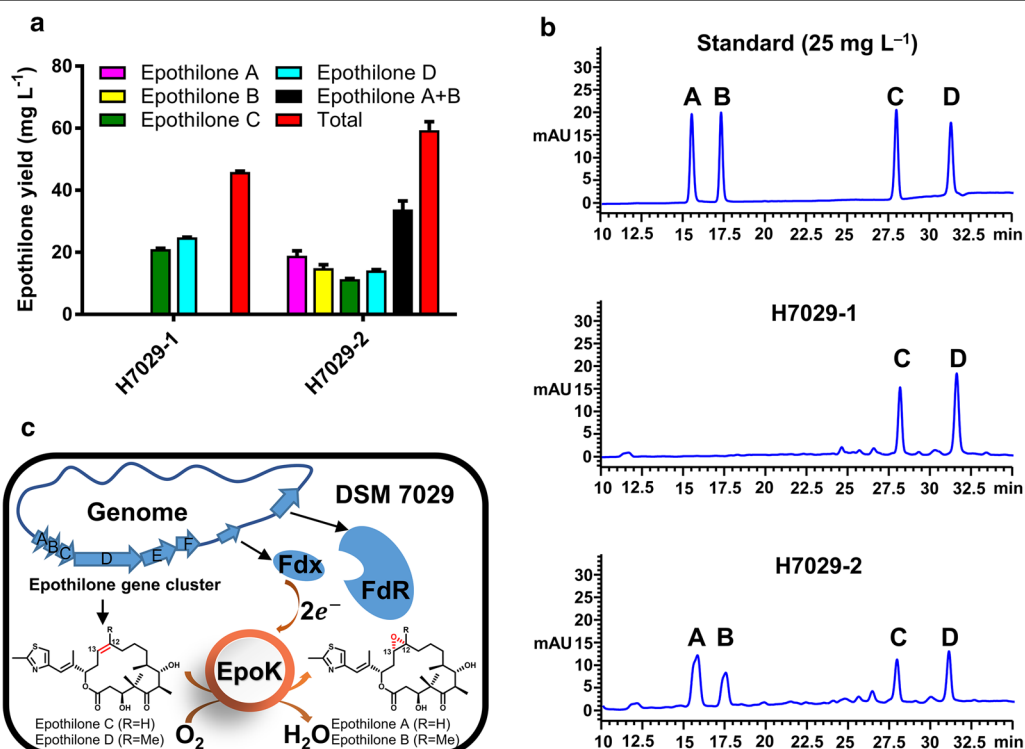 a
Epothilone yield (mg L⁻¹)
80
60
40
20
0
Epothilone A
Epothilone B
Epothilone C
Epothilone D
Epothilone A+B
Total
H7029-1
H7029-2
b
Standard (25 mg L⁻¹)
mAU
30
25
20
15
10
5
0
A B C D
10 12.5 15 17.5 20 22.5 25 27.5 30 32.5 min
H7029-1
mAU
30
25
20
15
10
5
0
C D
10 12.5 15 17.5 20 22.5 25 27.5 30 32.5 min
H7029-2
mAU
30
25
20
15
10
5
0
A B C D
10 12.5 15 17.5 20 22.5 25 27.5 30 32.5 min
c
DSM 7029
Genome
A B C D E F
Epothilone gene cluster
Fdx
FdR
2e⁻
EpoK
O₂
H₂O
R
13
12
S
N
O
O
OH
O
OH
Epothilone C (R=H)
Epothilone D (R=Me)
R
O
13
12
S
N
O
O
OH
O
OH
Epothilone A (R=H)
Epothilone B (R=Me)